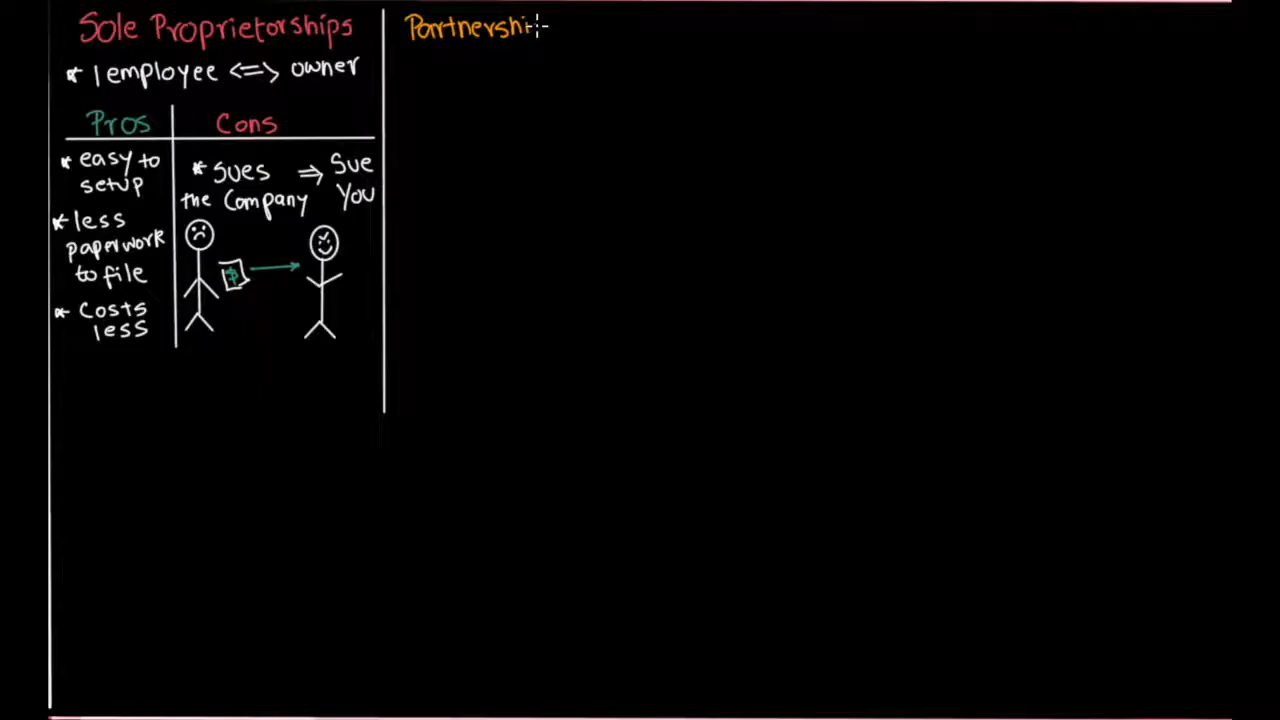 Sole Proprietorships
* 1 employee <=> owner
Pros
Cons
* easy to
setup
* less
paperwork
to file
* Costs
less
* Sues => Sue
the Company You
$
Partnershi